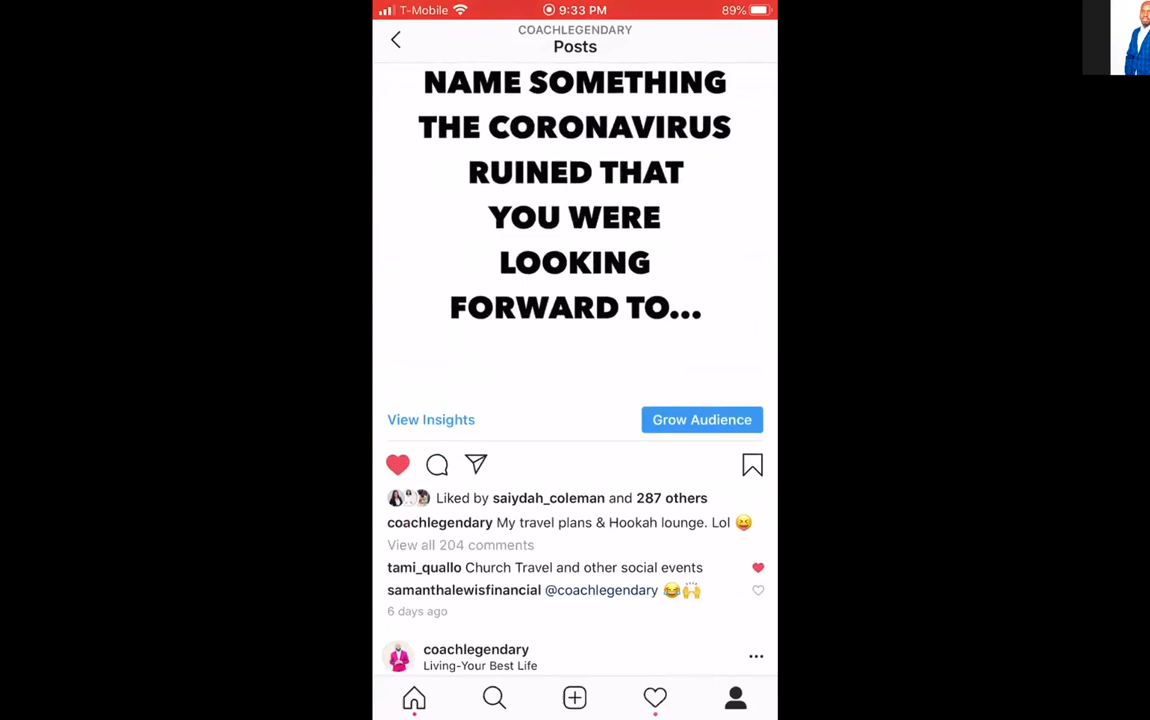 T-Mobile 9:33 PM 89%
COACHLEGENDARY
Posts
NAME SOMETHING
THE CORONAVIRUS
RUINED THAT
YOU WERE
LOOKING
FORWARD TO...
View Insights Grow Audience
Liked by saiydah_coleman and 287 others
coachlegendary My travel plans & Hookah lounge. Lol 😝
View all 204 comments
tami_quallo Church Travel and other social events
samanthalewisfinancial @coachlegendary 😂🙌
6 days ago
coachlegendary
Living-Your Best Life